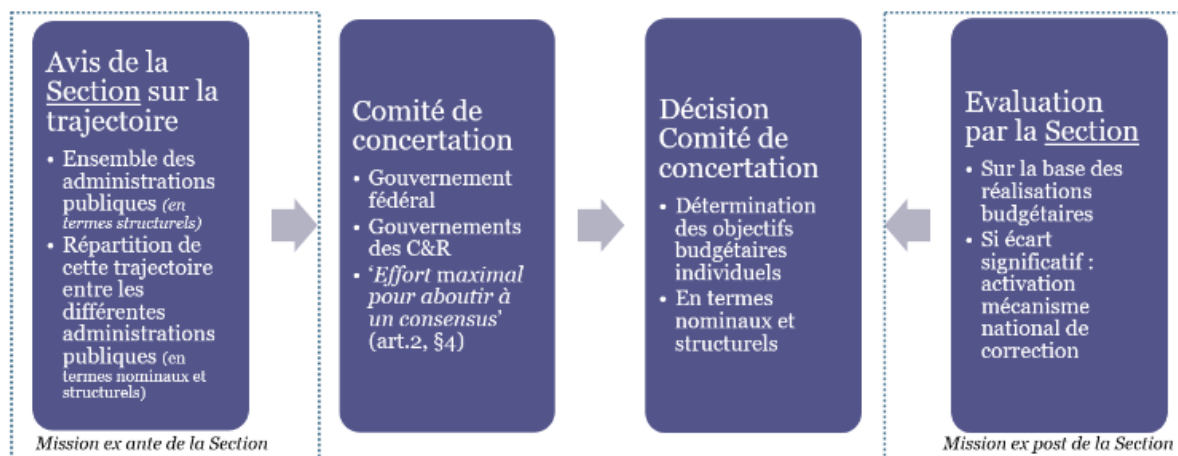 Avis de la
Section sur la
trajectoire
• Ensemble des
administrations
publiques (en
termes structurels)
• Répartition de
cette trajectoire
entre les
différentes
administrations
publiques (en
termes nominaux et
structurels)
Mission ex ante de la Section
Comité de
concertation
• Gouvernement
fédéral
• Gouvernements
des C&R
• ‘Effort maximal
pour aboutir à
un consensus’
(art.2, §4)
Décision
Comité de
concertation
• Détermination
des objectifs
budgétaires
individuels
• En termes
nominaux et
structurels
Evaluation
par la Section
• Sur la base des
réalisations
budgétaires
• Si écart
significatif :
activation
mécanisme
national de
correction
Mission ex post de la Section